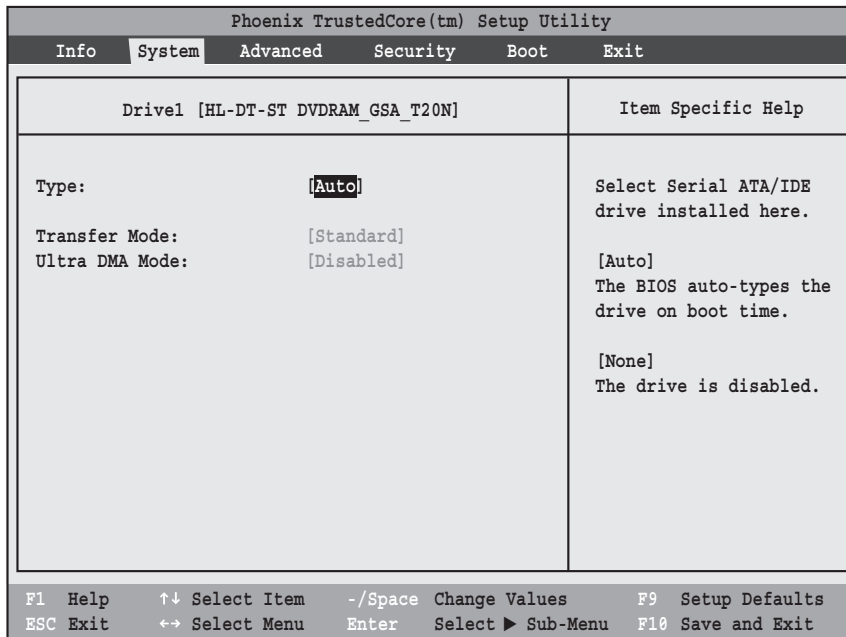 Phoenix TrustedCore(tm) Setup Utility
Info System Advanced Security Boot Exit
Drive1 [HL-DT-ST DVDRAM_GSA_T20N]
Type: [Auto]
Transfer Mode: [Standard]
Ultra DMA Mode: [Disabled]
Item Specific Help
Select Serial ATA/IDE
drive installed here.
[Auto]
The BIOS auto-types the
drive on boot time.
[None]
The drive is disabled.
F1 Help ↑↓ Select Item -/Space Change Values F9 Setup Defaults
ESC Exit ←→ Select Menu Enter Select ▶ Sub-Menu F10 Save and Exit